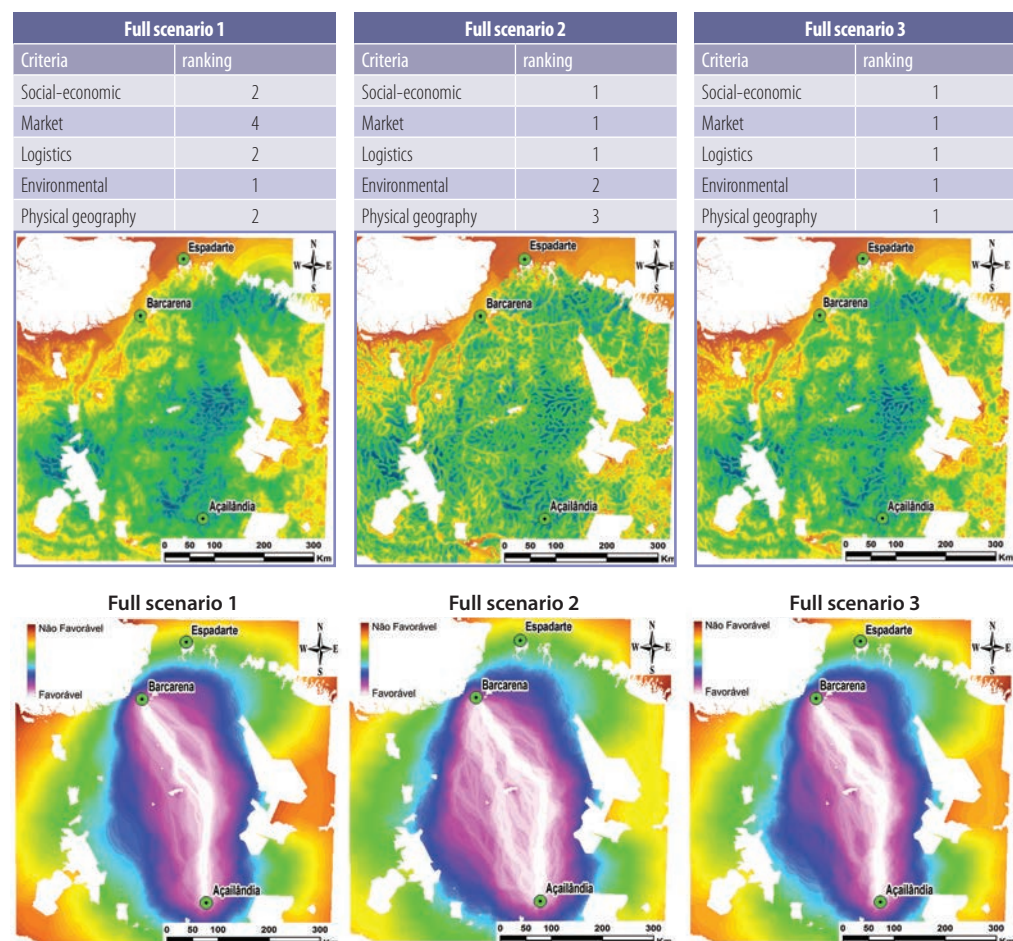 Full scenario 1
Criteria ranking
Social-economic 2
Market 4
Logistics 2
Environmental 1
Physical geography 2
Full scenario 2
Criteria ranking
Social-economic 1
Market 1
Logistics 1
Environmental 2
Physical geography 3
Full scenario 3
Criteria ranking
Social-economic 1
Market 1
Logistics 1
Environmental 1
Physical geography 1
Espadarte
N
W E
S
Barcarena
Açailândia
0 50 100 200 300
Km
Espadarte
N
W E
S
Barcarena
Açailândia
0 50 100 200 300
Km
Espadarte
N
W E
S
Barcarena
Açailândia
0 50 100 200 300
Km
Full scenario 1
Não Favorável
Favorável
Espadarte
N
W E
S
Barcarena
Açailândia
0 50 100 200 300
Full scenario 2
Não Favorável
Favorável
Espadarte
N
W E
S
Barcarena
Açailândia
0 50 100 200 300
Full scenario 3
Não Favorável
Favorável
Espadarte
N
W E
S
Barcarena
Açailândia
0 50 100 200 300